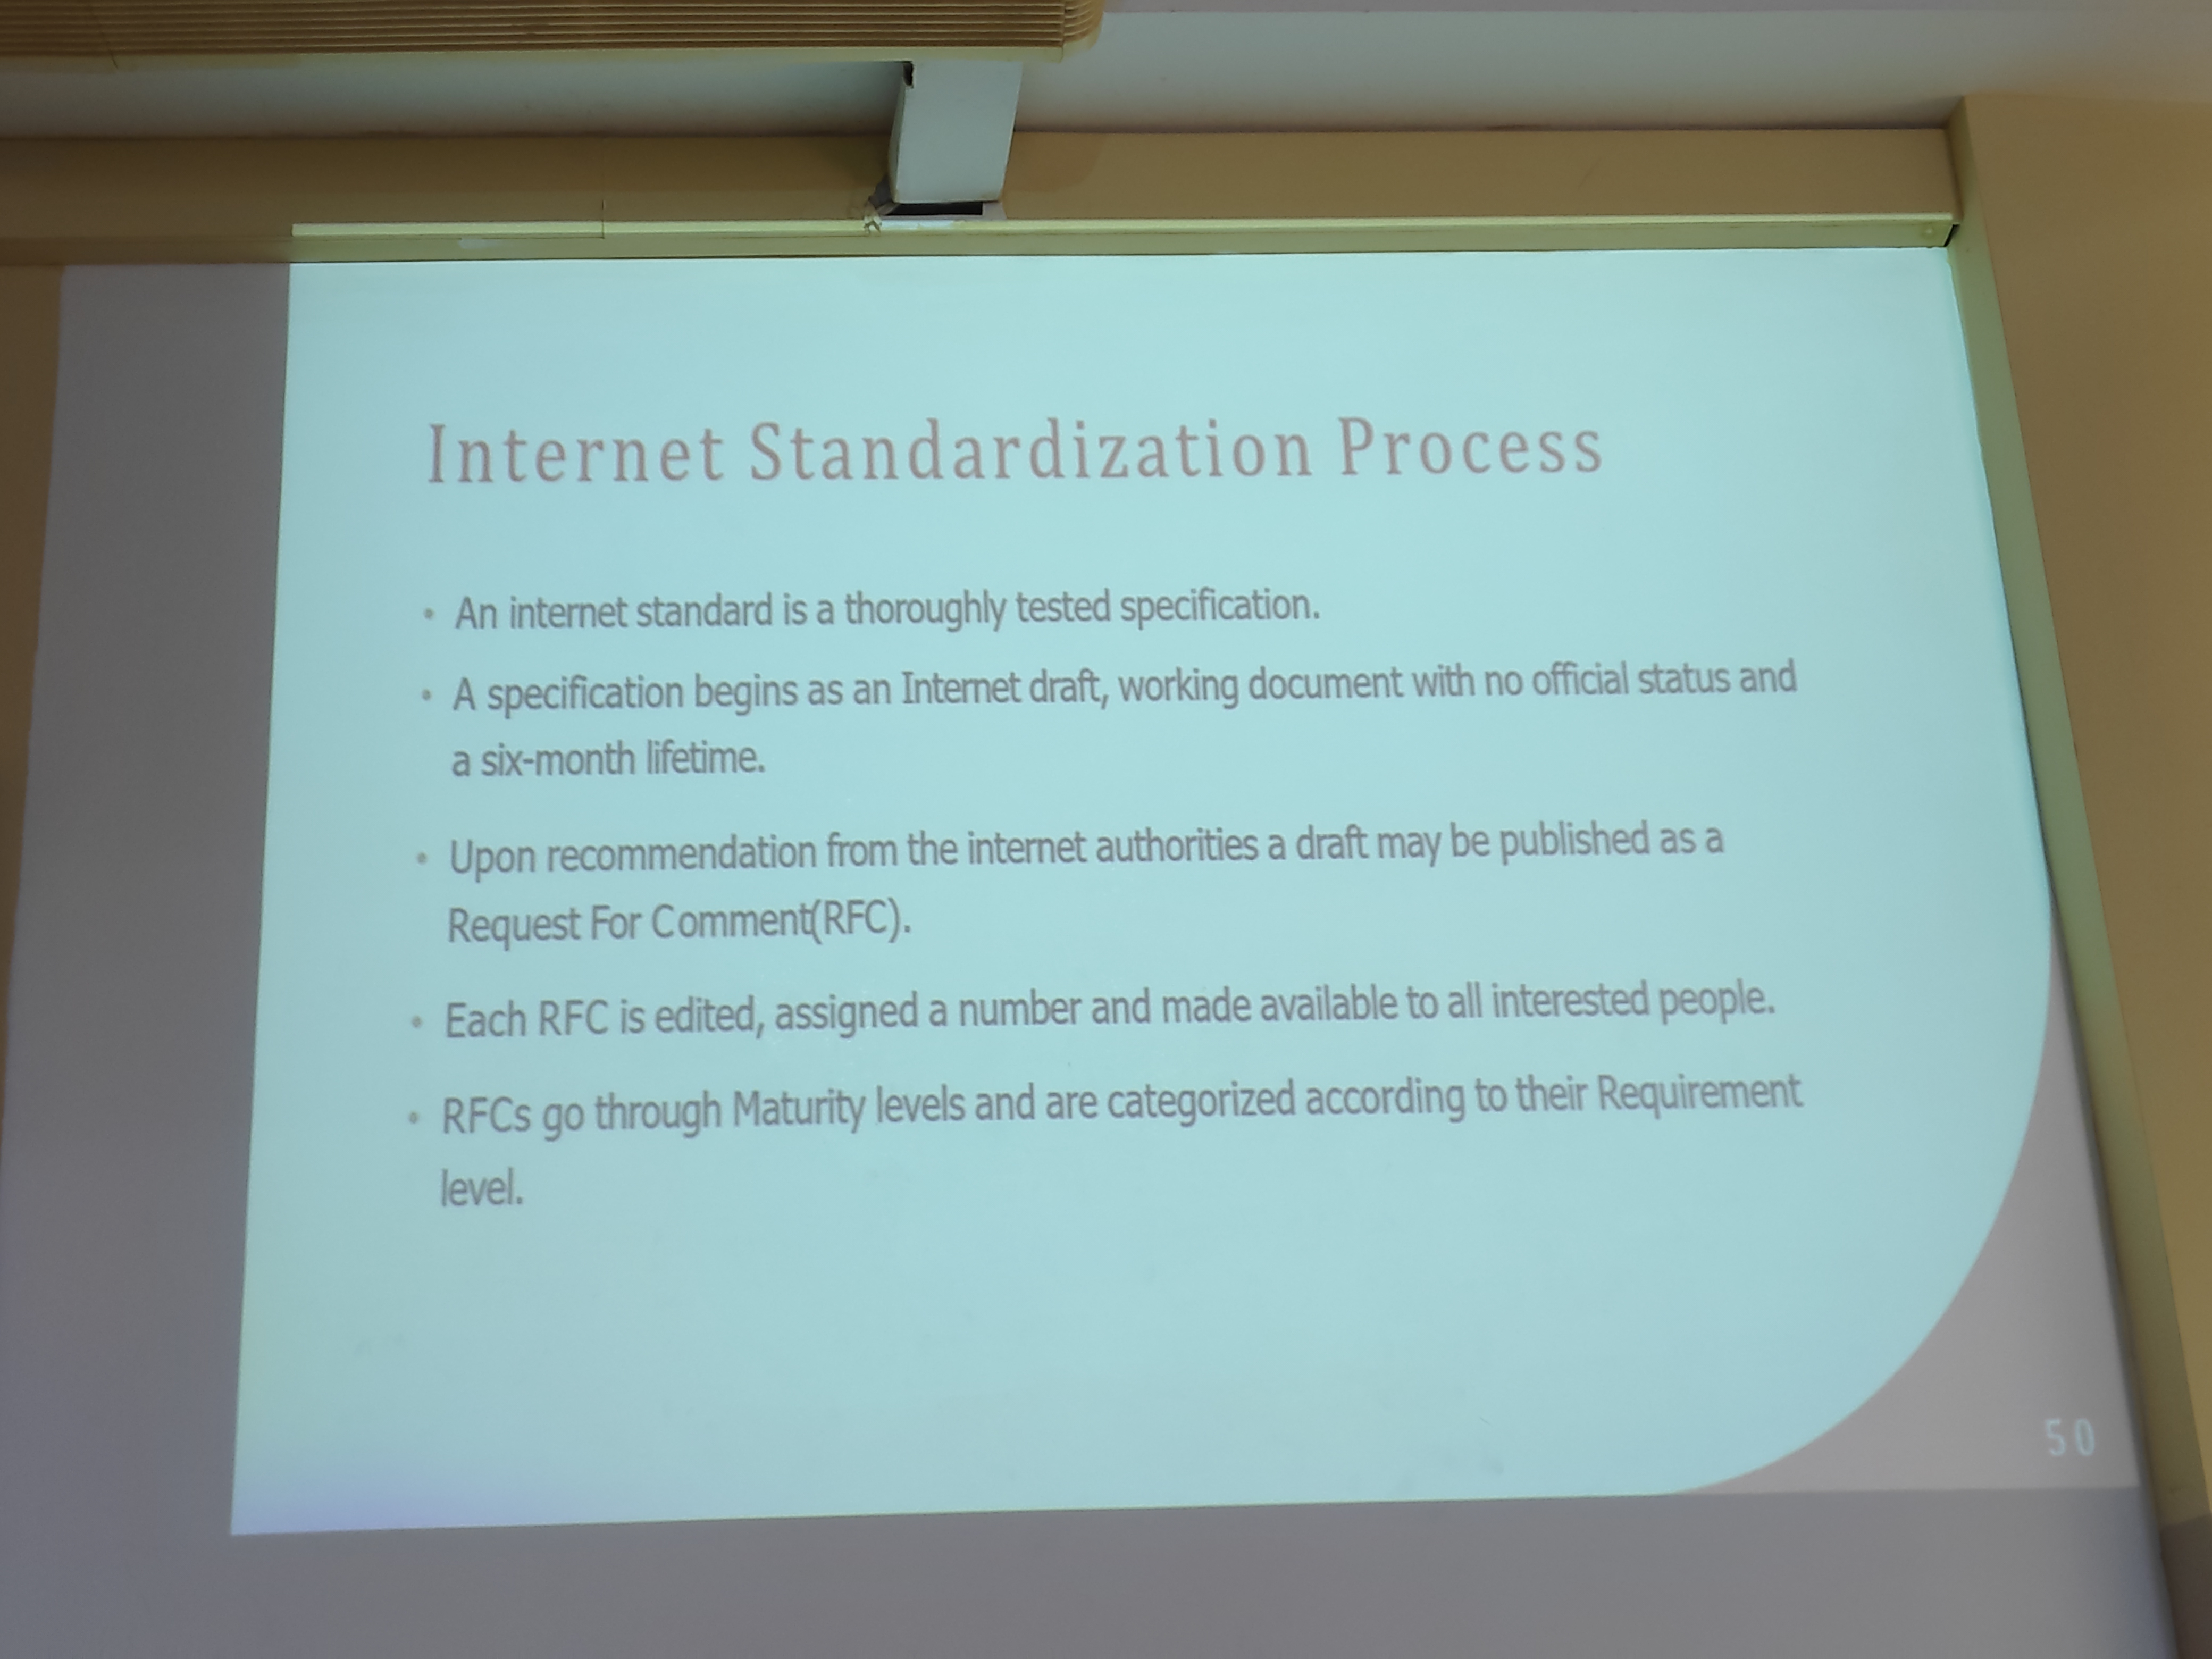 Internet Standardization Process
• An internet standard is a thoroughly tested specification.
• A specification begins as an Internet draft, working document with no official status and
a six-month lifetime.
• Upon recommendation from the internet authorities a draft may be published as a
Request For Comment(RFC).
• Each RFC is edited, assigned a number and made available to all interested people.
• RFCs go through Maturity levels and are categorized according to their Requirement
level.
50